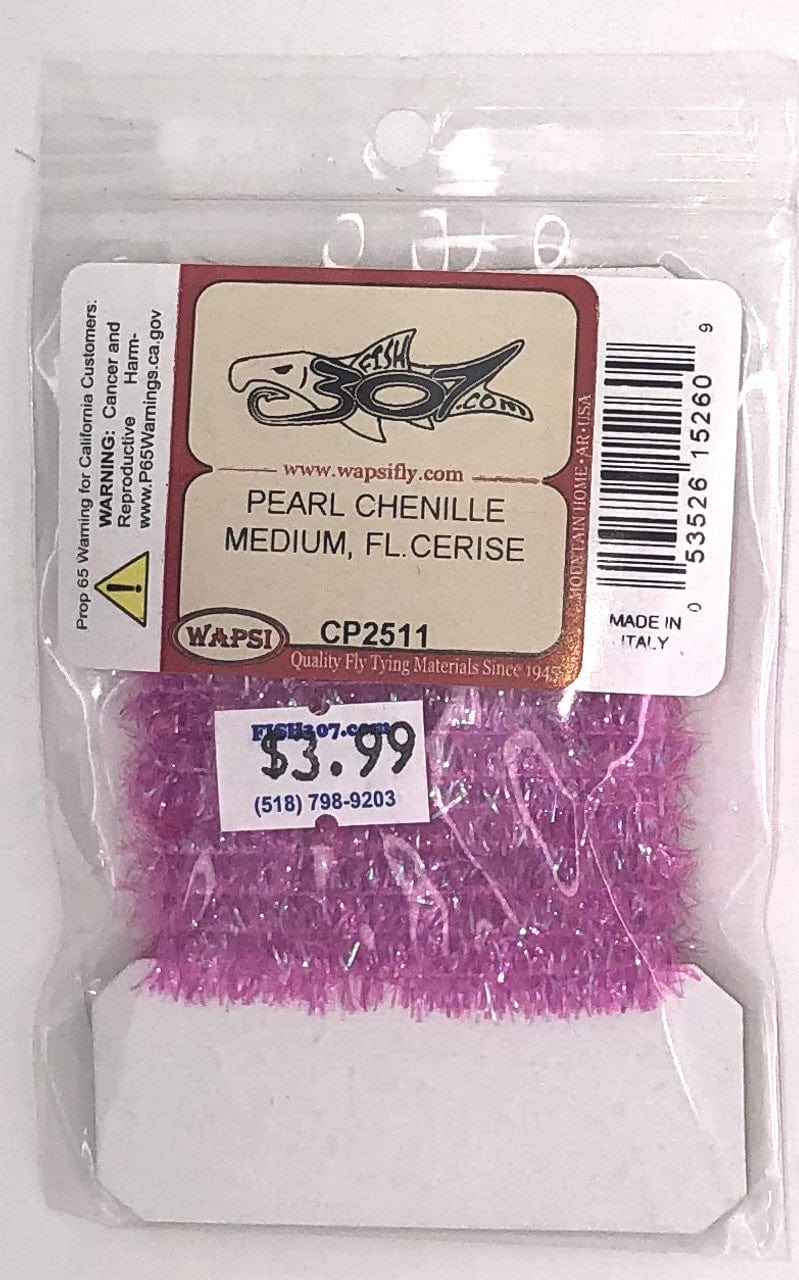 Prop 65 Warning for California Customers:
WARNING: Cancer and
Reproductive Harm-
www.P65Warnings.ca.gov
FISH
307.com
www.wapsifly.com
PEARL CHENILLE
MEDIUM, FL.CERISE
WAPSI
CP2511
Quality Fly Tying Materials Since 1945
MOUNTAIN HOME•AR•USA
0 53526 15260 9
MADE IN
ITALY
FISH307.com
$3.99
(518) 798-9203